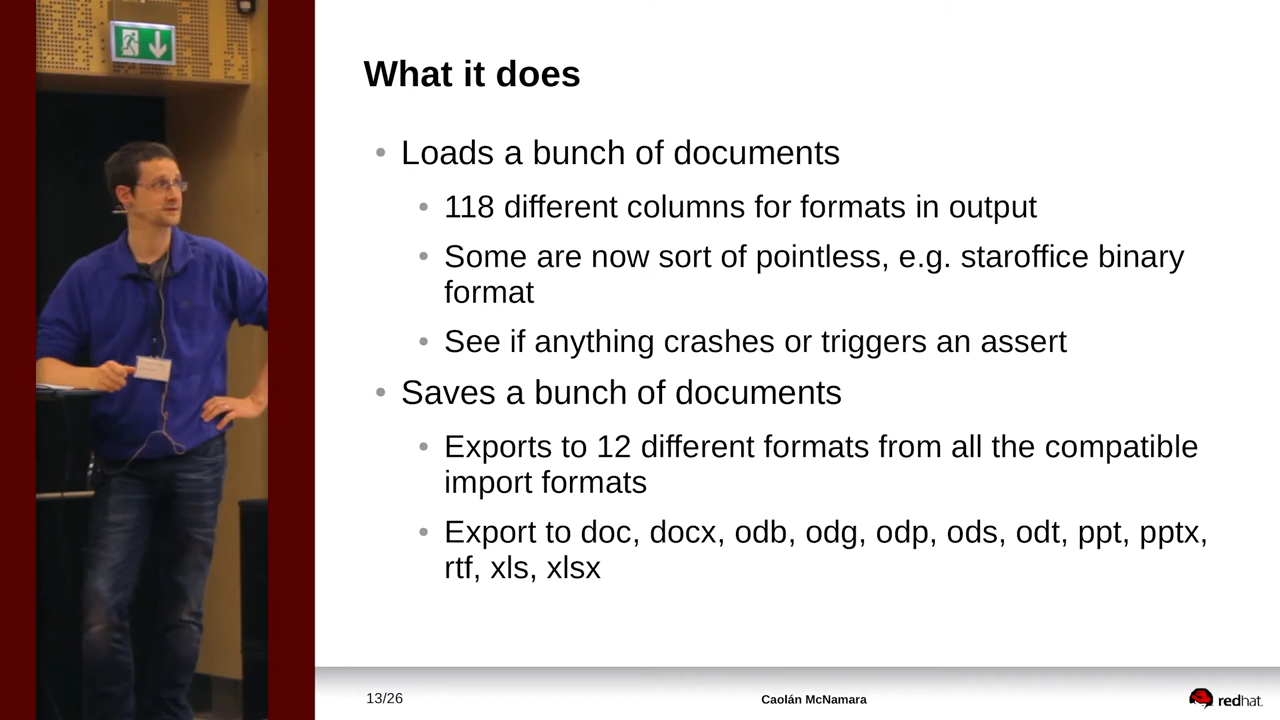 What it does
• Loads a bunch of documents
• 118 different columns for formats in output
• Some are now sort of pointless, e.g. staroffice binary
format
• See if anything crashes or triggers an assert
• Saves a bunch of documents
• Exports to 12 different formats from all the compatible
import formats
• Export to doc, docx, odb, odg, odp, ods, odt, ppt, pptx,
rtf, xls, xlsx
13/26
Caolán McNamara
redhat.